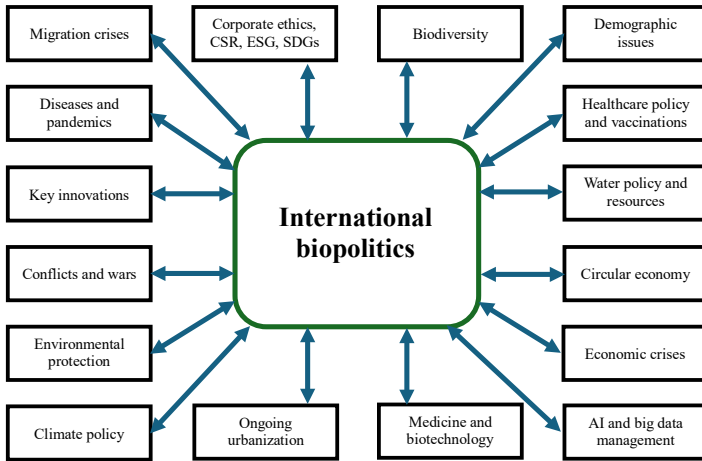 Migration crises
Corporate ethics,
CSR, ESG, SDGs
Biodiversity
Demographic
issues
Diseases and
pandemics
Healthcare policy
and vaccinations
Key innovations
International
biopolitics
Water policy and
resources
Conflicts and wars
Circular economy
Environmental
protection
Economic crises
Climate policy
Ongoing
urbanization
Medicine and
biotechnology
AI and big data
management